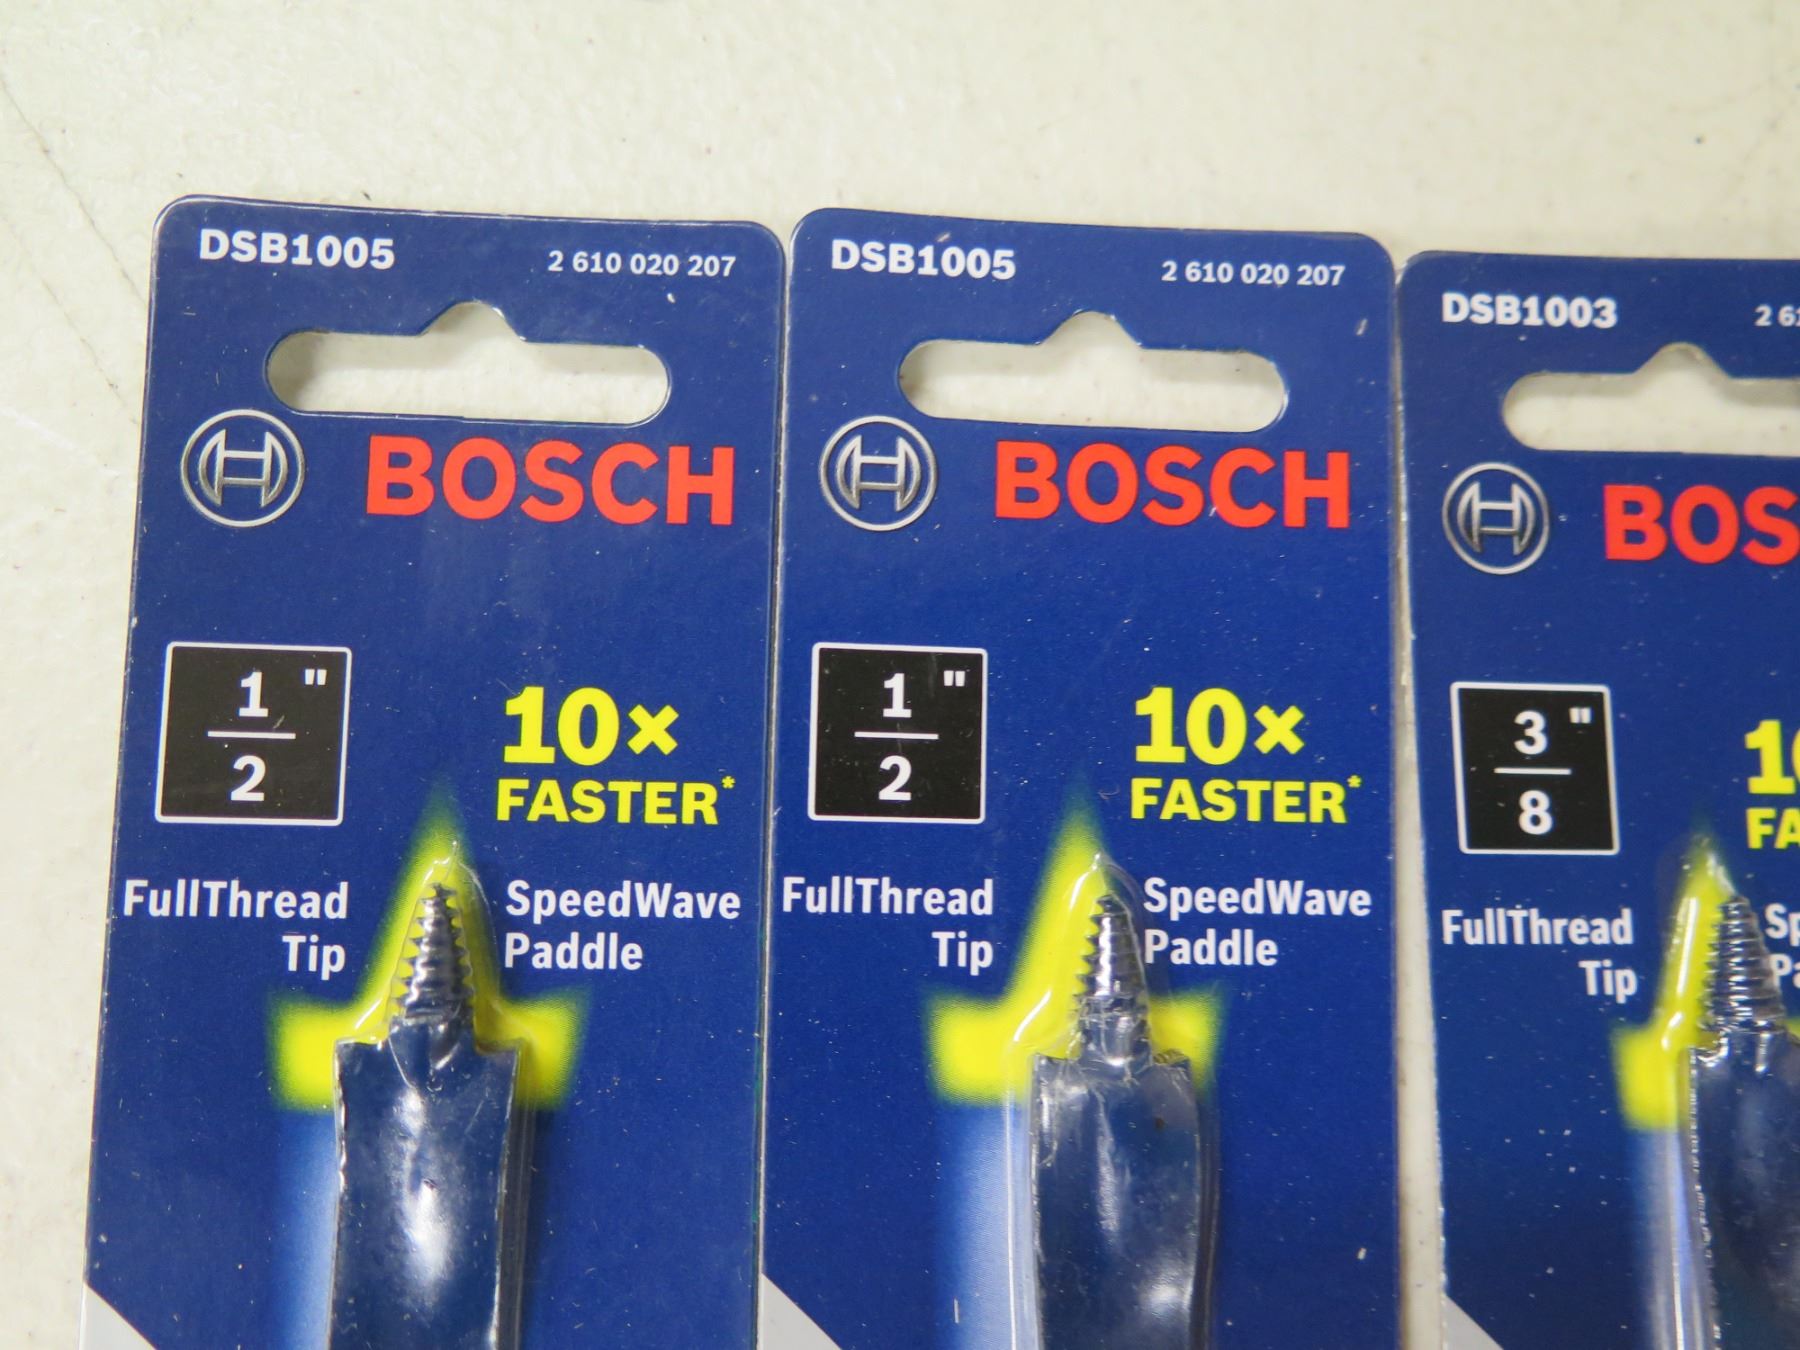 DSB1005 2 610 020 207
BOSCH
1"
2
10×
FASTER*
FullThread
Tip
SpeedWave
Paddle
DSB1005 2 610 020 207
BOSCH
1"
2
10×
FASTER*
FullThread
Tip
SpeedWave
Paddle
DSB1003
BOS
3"
8
FullThread
Tip